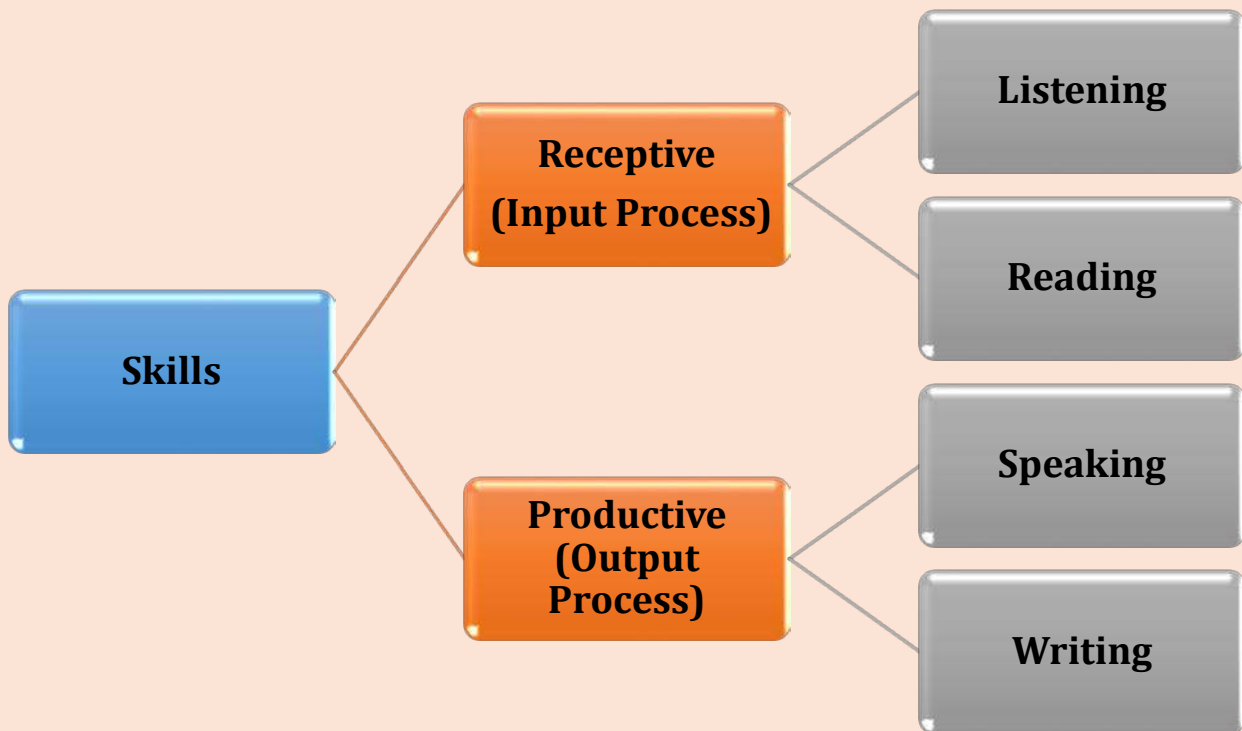 Skills
Receptive
(Input Process)
Listening
Reading
Productive
(Output
Process)
Speaking
Writing